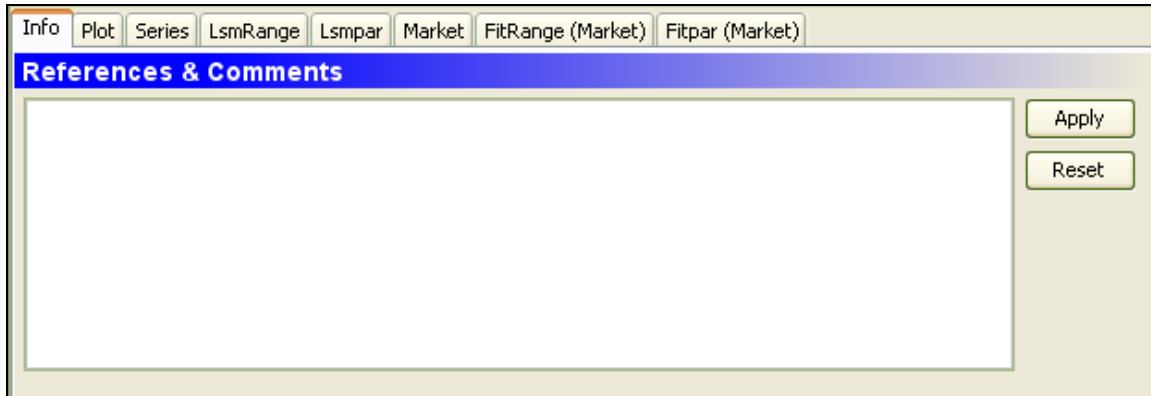 Info Plot Series LsmRange Lsmpar Market FitRange (Market) Fitpar (Market)
References & Comments
Apply
Reset